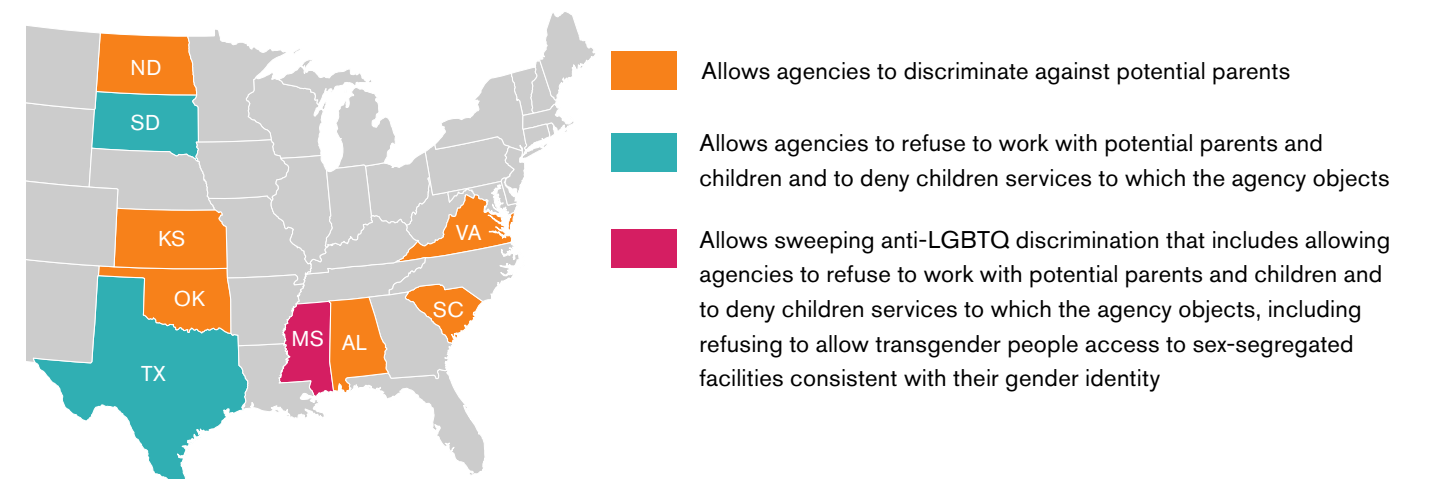 ND
SD
KS
OK
TX
MS
AL
SC
VA
Allows agencies to discriminate against potential parents
Allows agencies to refuse to work with potential parents and
children and to deny children services to which the agency objects
Allows sweeping anti-LGBTQ discrimination that includes allowing
agencies to refuse to work with potential parents and children and
to deny children services to which the agency objects, including
refusing to allow transgender people access to sex-segregated
facilities consistent with their gender identity